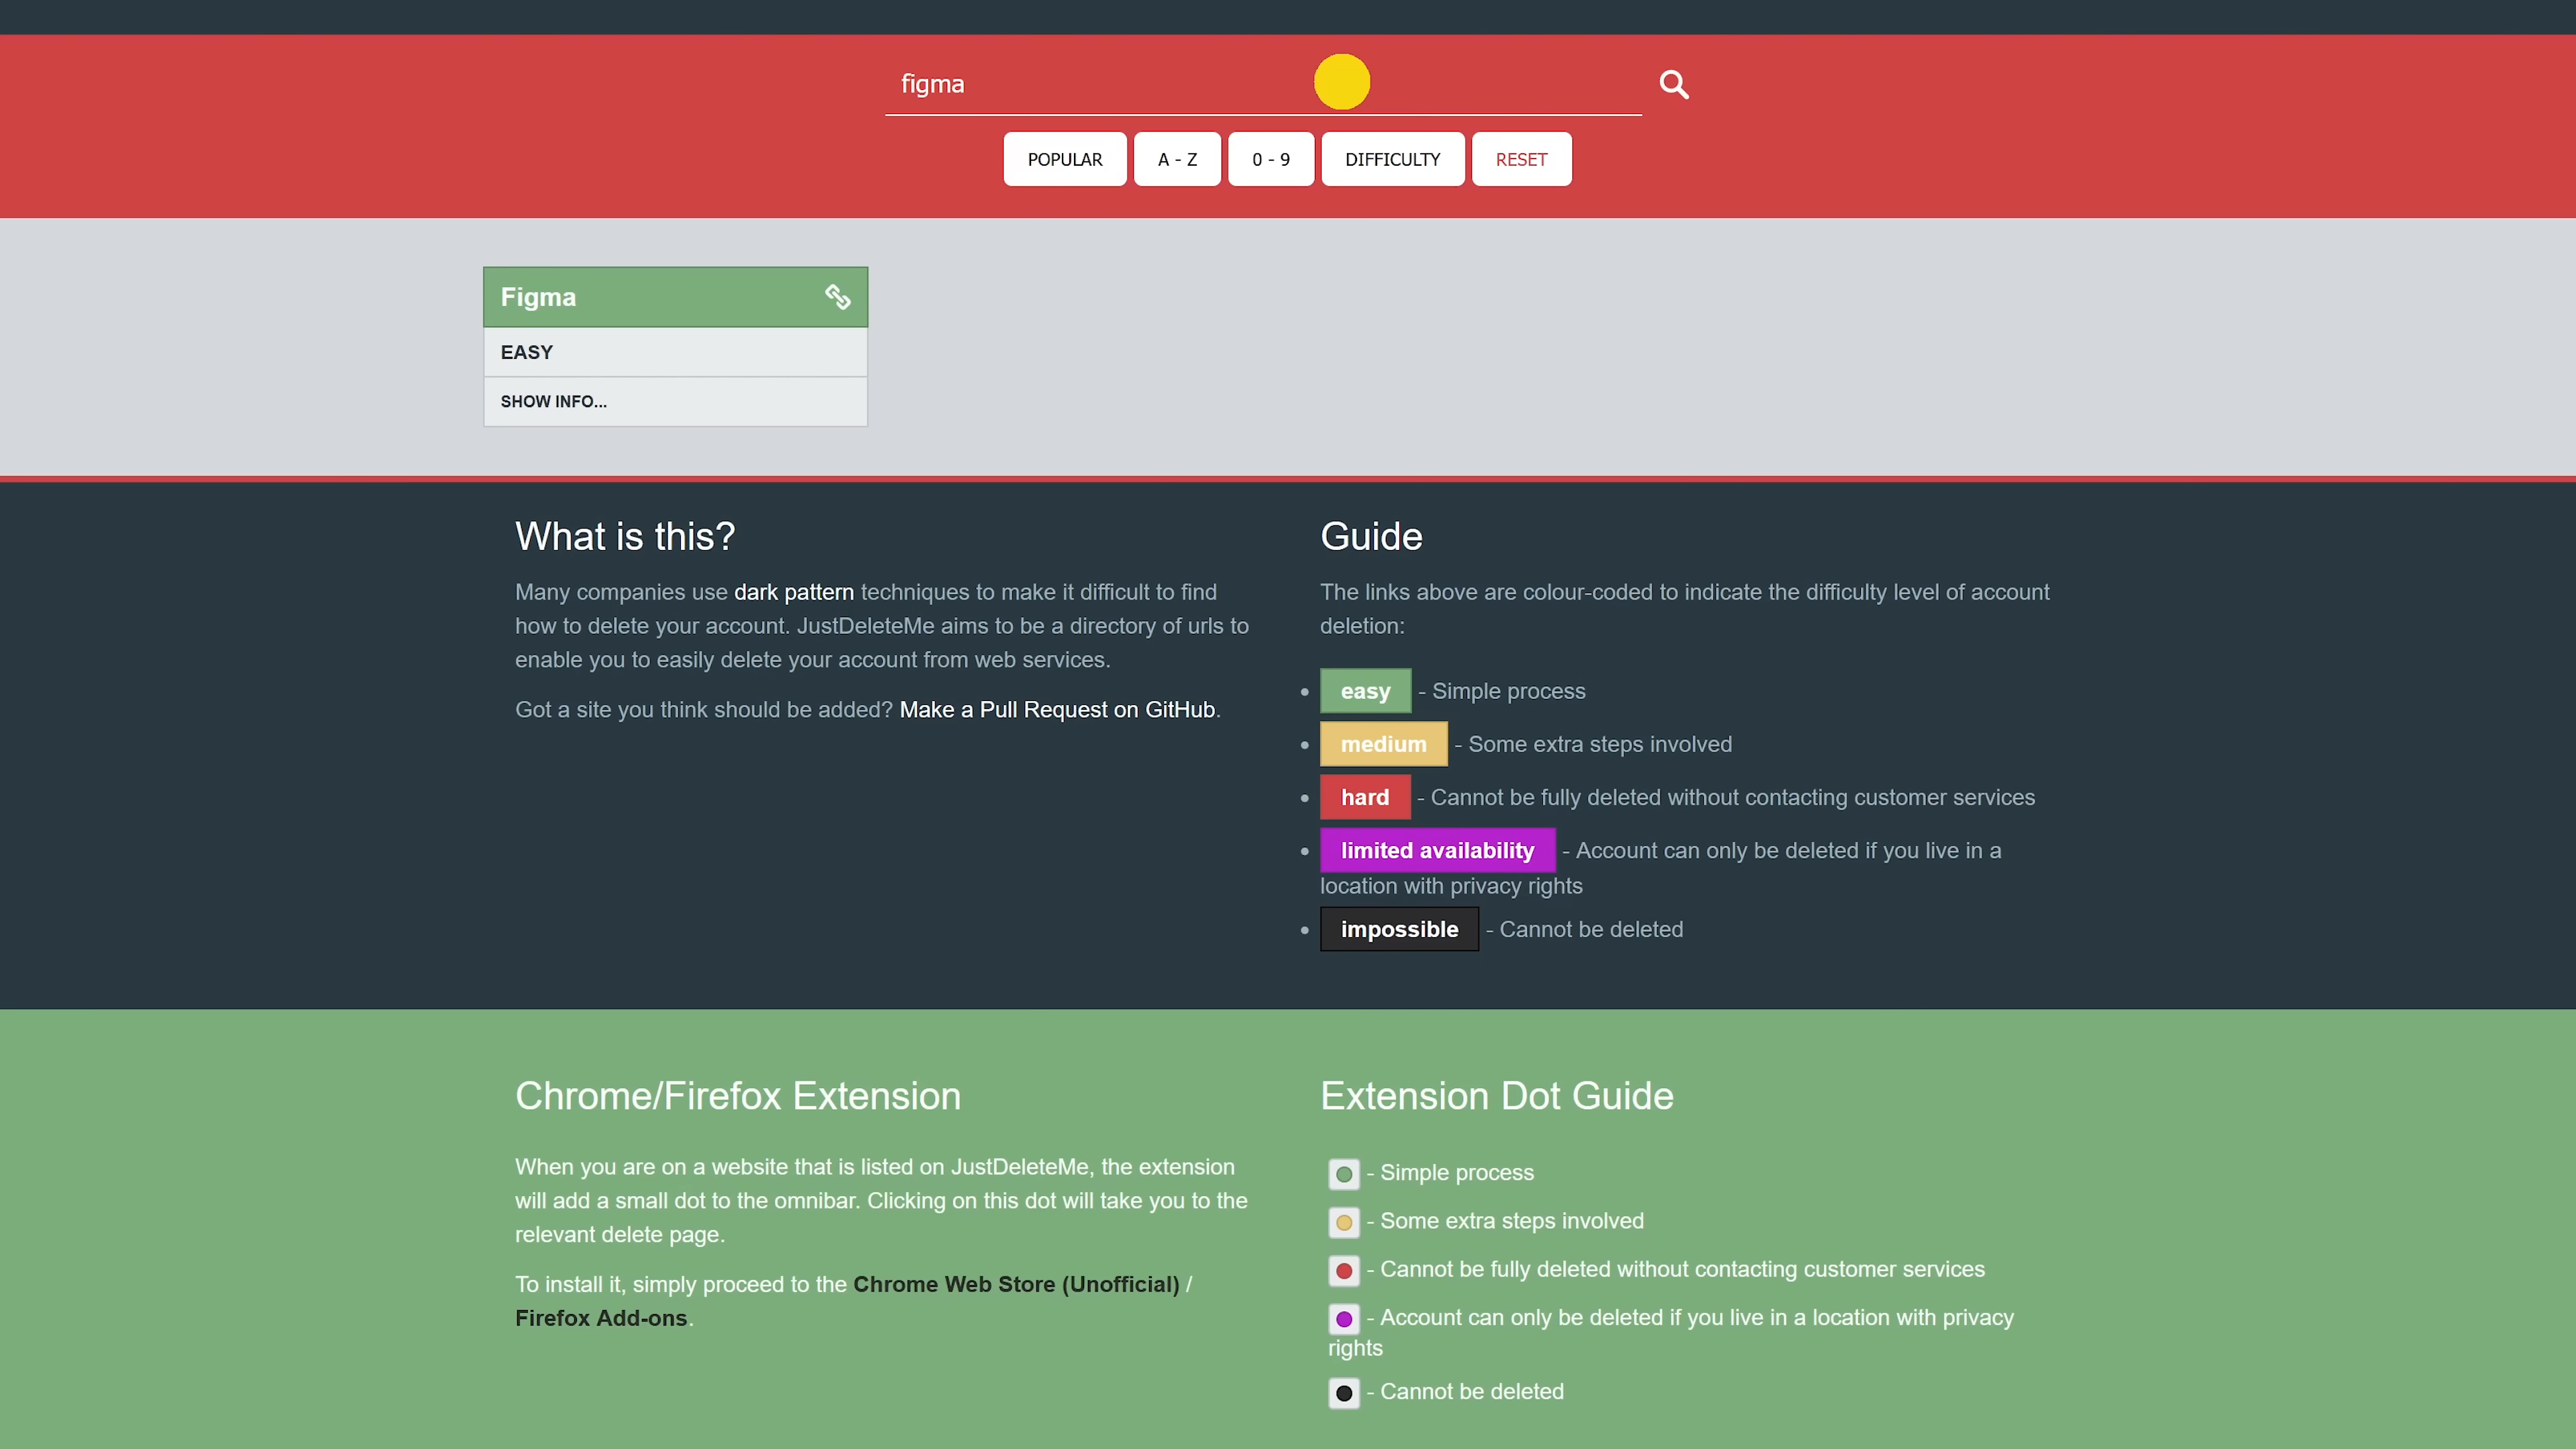 figma
POPULAR
A - Z
0 - 9
DIFFICULTY
RESET
Figma
EASY
SHOW INFO...
What is this?
Many companies use dark pattern techniques to make it difficult to find
how to delete your account. JustDeleteMe aims to be a directory of urls to
enable you to easily delete your account from web services.
Got a site you think should be added? Make a Pull Request on GitHub.
Guide
The links above are colour-coded to indicate the difficulty level of account
deletion:
easy - Simple process
medium - Some extra steps involved
hard - Cannot be fully deleted without contacting customer services
limited availability - Account can only be deleted if you live in a
location with privacy rights
impossible - Cannot be deleted
Chrome/Firefox Extension
When you are on a website that is listed on JustDeleteMe, the extension
will add a small dot to the omnibar. Clicking on this dot will take you to the
relevant delete page.
To install it, simply proceed to the Chrome Web Store (Unofficial) /
Firefox Add-ons.
Extension Dot Guide
- Simple process
- Some extra steps involved
- Cannot be fully deleted without contacting customer services
- Account can only be deleted if you live in a location with privacy
rights
- Cannot be deleted